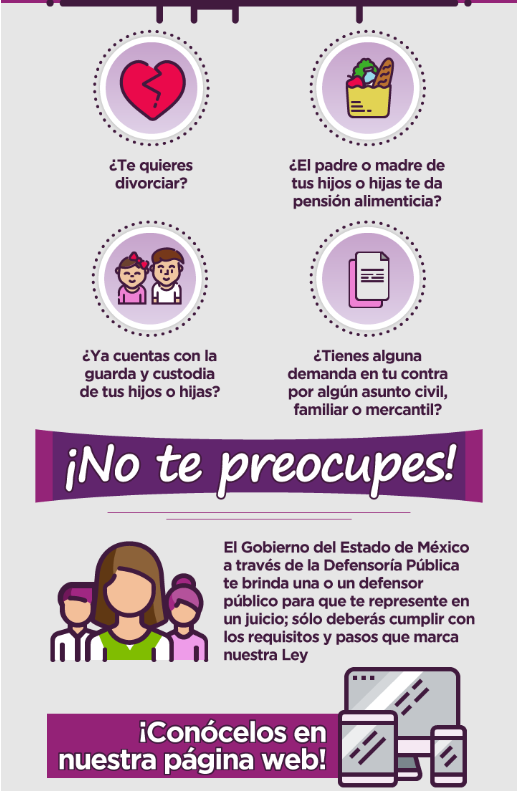 ¿Te quieres
divorciar?
¿El padre o madre de
tus hijos o hijas te da
pensión alimenticia?
¿Ya cuentas con la
guarda y custodia
de tus hijos o hijas?
¿Tienes alguna
demanda en tu contra
por algún asunto civil,
familiar o mercantil?
¡No te preocupes!
El Gobierno del Estado de México
a través de la Defensoría Pública
te brinda una o un defensor
público para que te represente en
un juicio; sólo deberás cumplir con
los requisitos y pasos que marca
nuestra Ley
¡Conócelos en
nuestra página web!